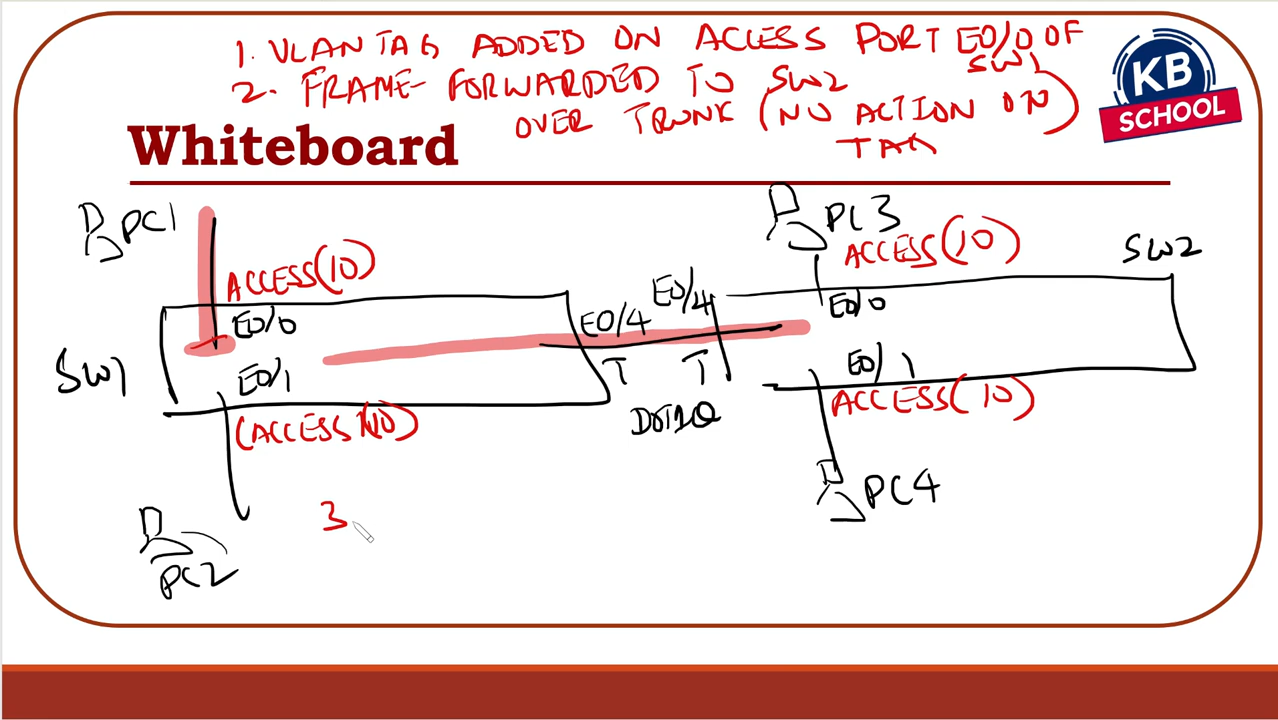 1. VLAN TAG ADDED ON ACCESS PORT E0/0 OF
SW1
2. FRAME FORWARDED TO SW2
OVER TRUNK (NO ACTION ON)
TAG
KB
SCHOOL
Whiteboard
PC1
PC3
ACCESS(10)
ACCESS(10)
SW2
E0/0
E0/4
E0/4
E0/0
SW1
E0/1
T
T
E0/1
(ACCESS 10)
DOT1Q
ACCESS(10)
PC4
3
PC2